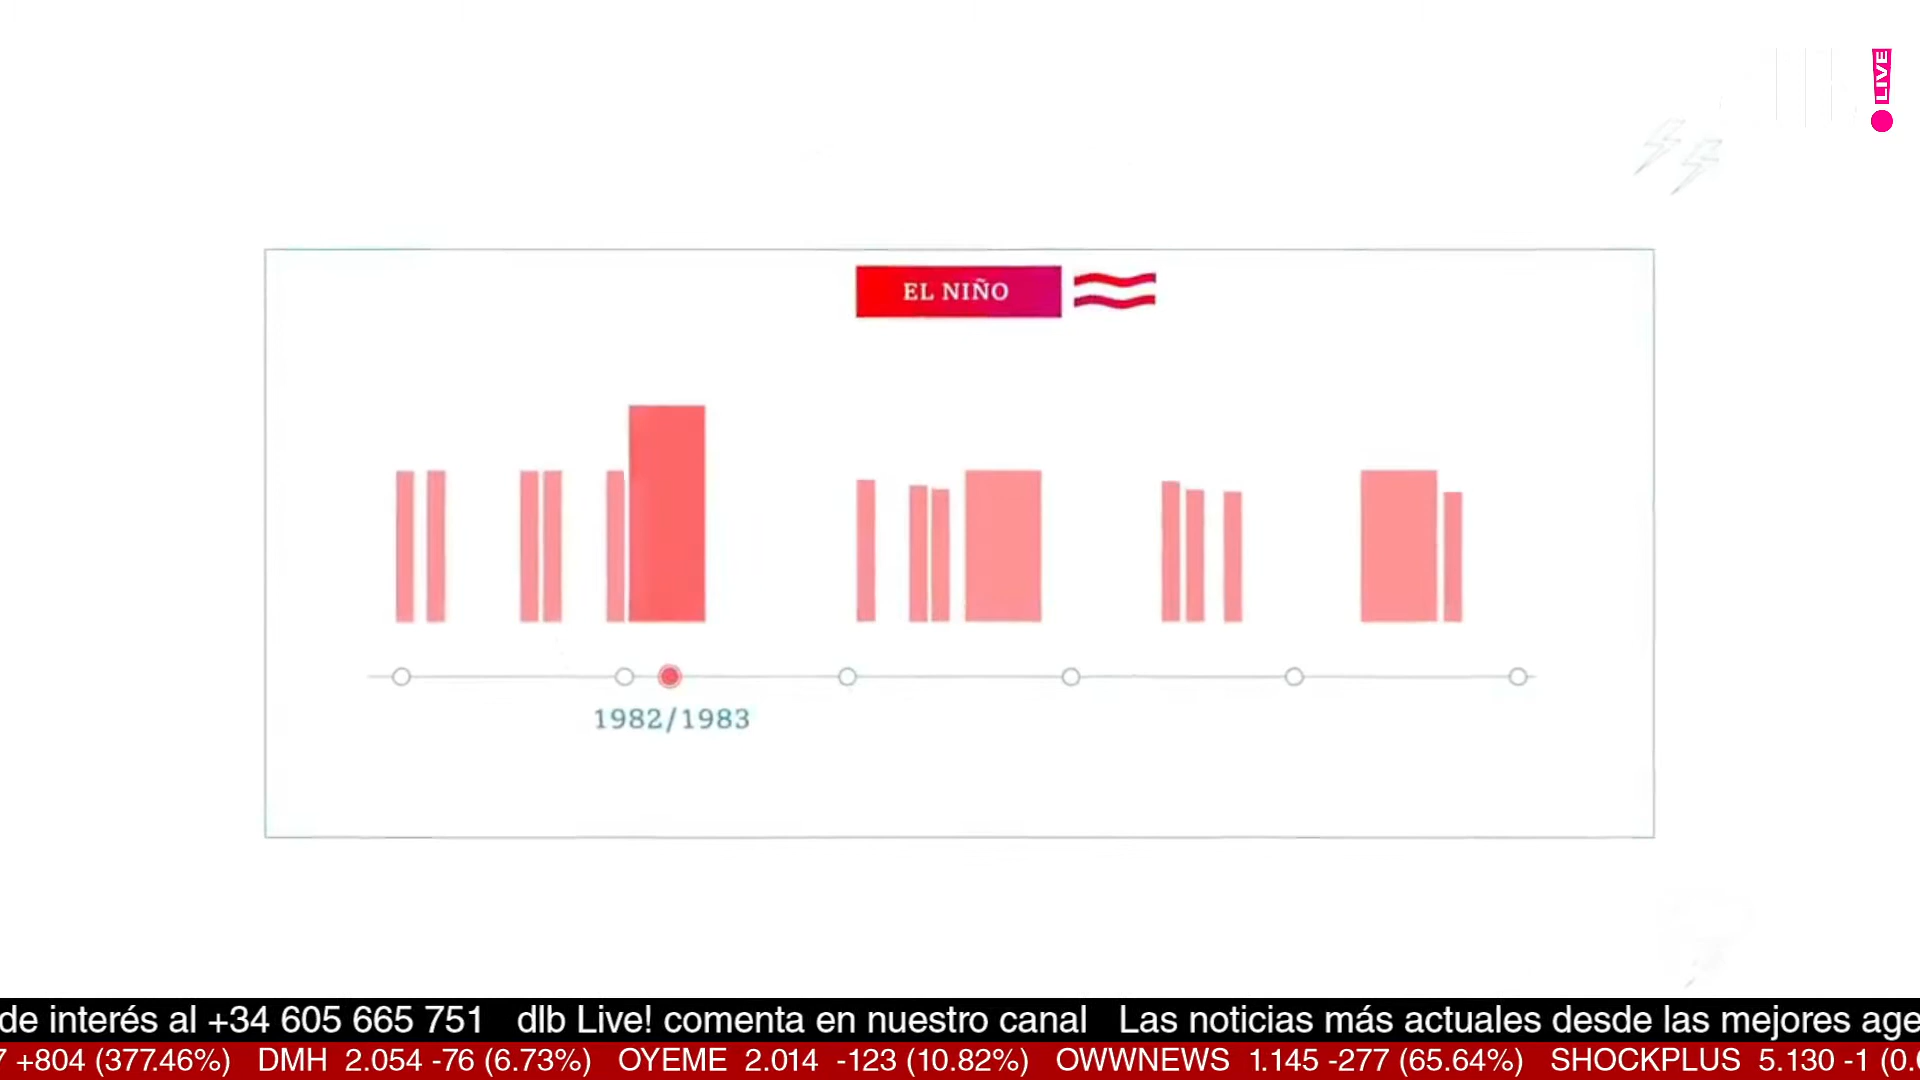 LIVE
EL NIÑO
1982/1983
de interés al +34 605 665 751 dlb Live! comenta en nuestro canal Las noticias más actuales desde las mejores age
7 +804 (377.46%) DMH 2.054 -76 (6.73%) OYEME 2.014 -123 (10.82%) OWWNEWS 1.145 -277 (65.64%) SHOCKPLUS 5.130 -1 (0.